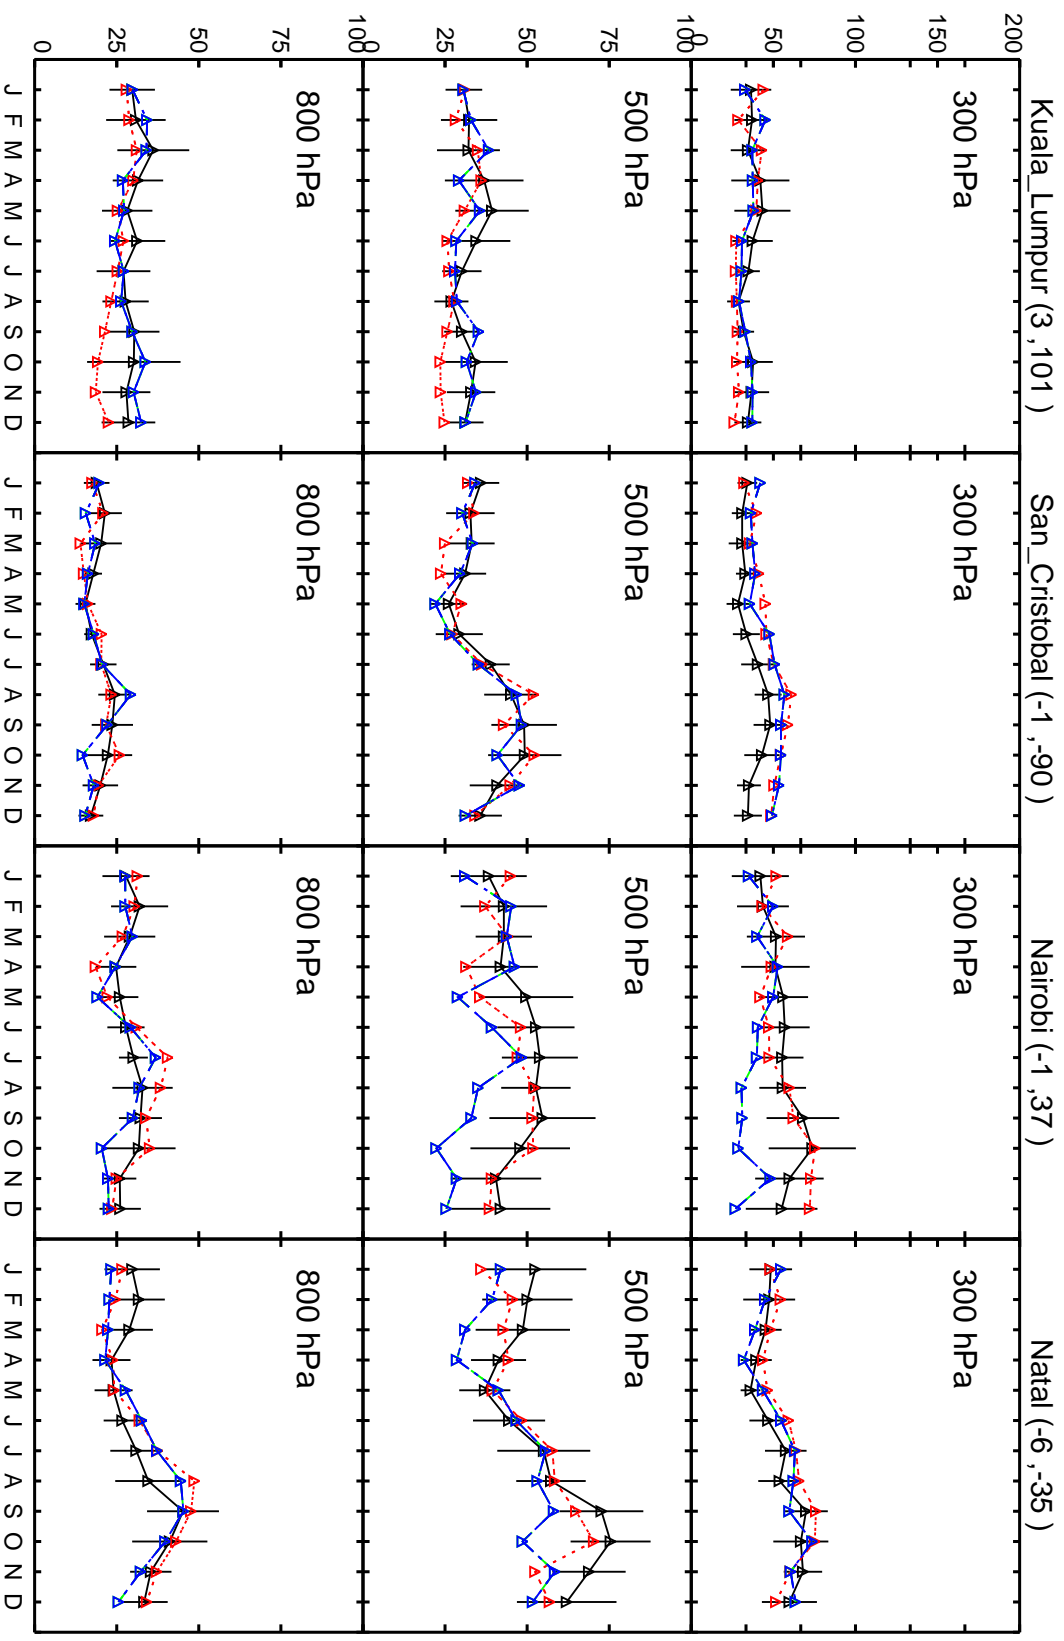 Kuala_Lumpur (3 ,101 )
San_Cristobal (-1 ,-90 )
Nairobi (-1 ,37 )
Natal (-6 ,-35 )
200
150
100
50
0
300 hPa
300 hPa
300 hPa
300 hPa
100
75
50
25
0
500 hPa
500 hPa
500 hPa
500 hPa
100
75
50
25
0
800 hPa
800 hPa
800 hPa
800 hPa
J F M A M J J A S O N D
J F M A M J J A S O N D
J F M A M J J A S O N D
J F M A M J J A S O N D